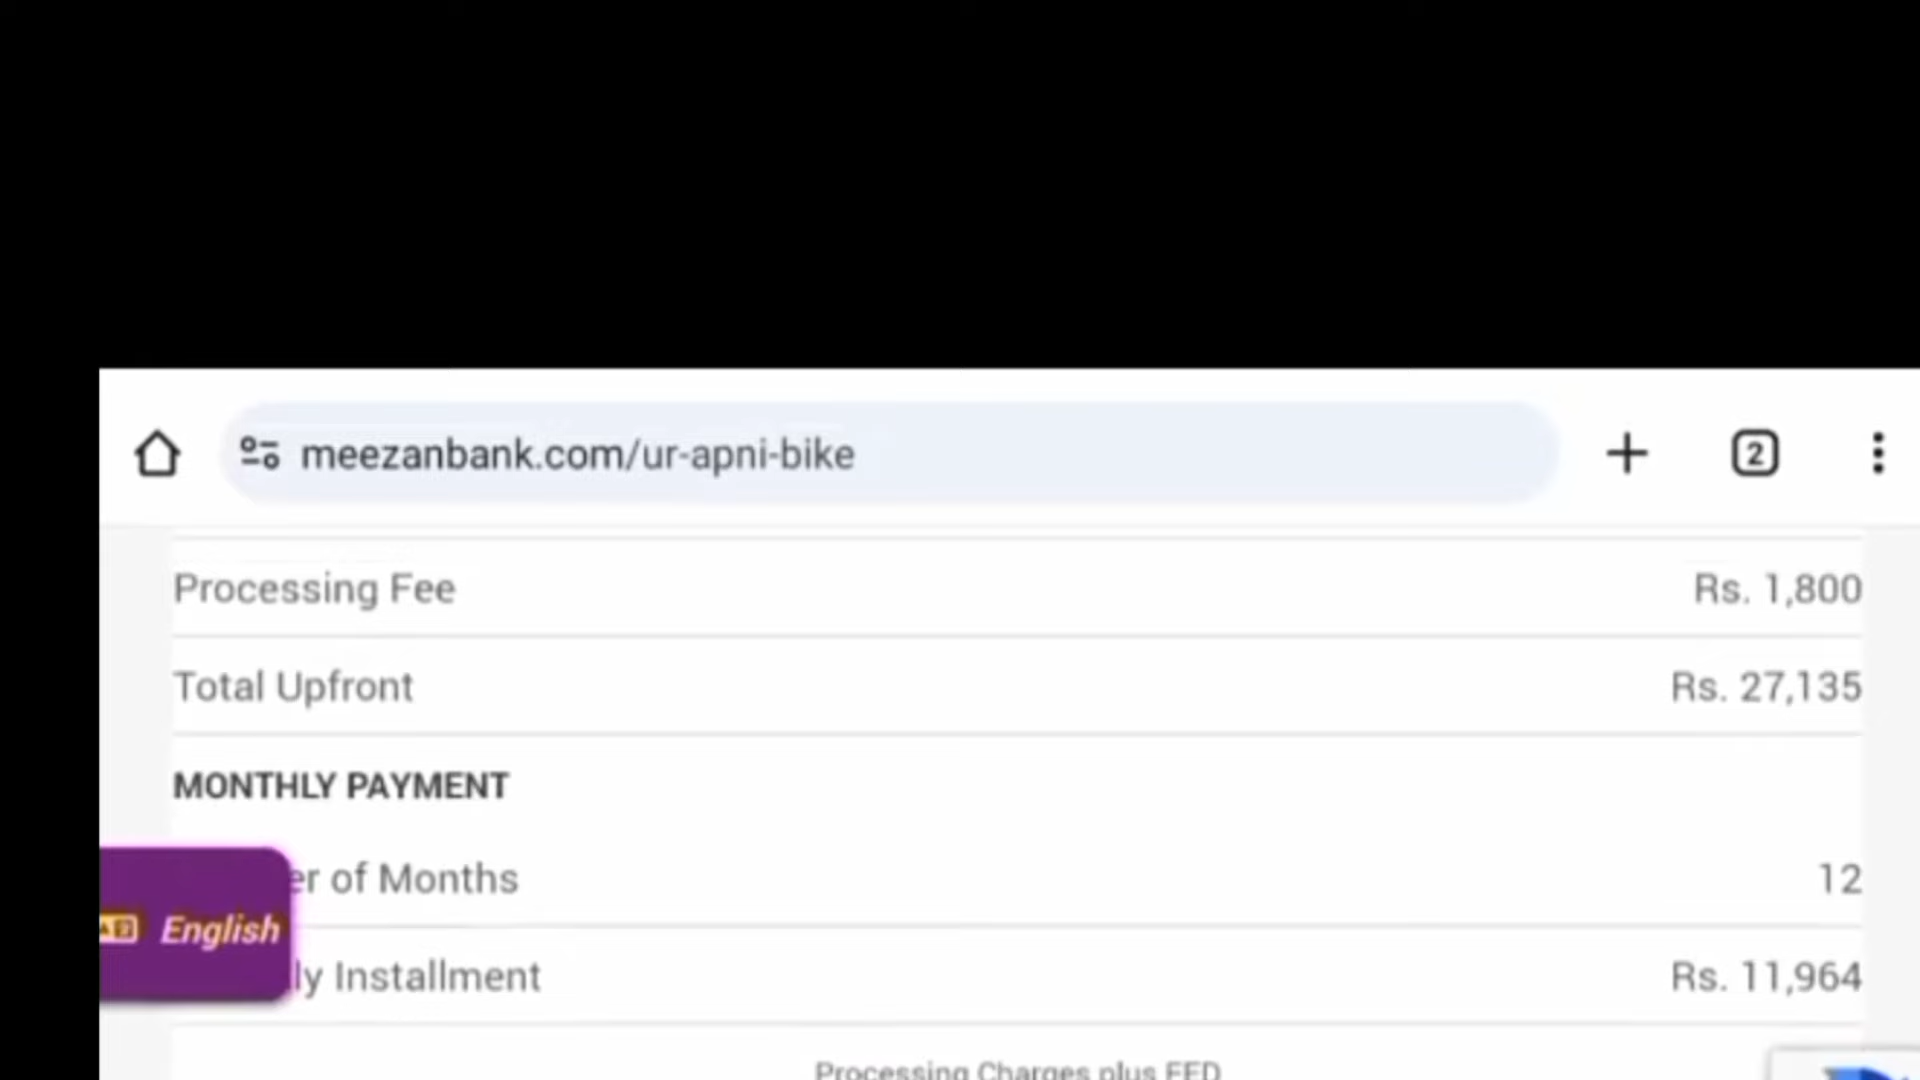 meezanbank.com/ur-apni-bike
2
Processing Fee Rs. 1,800
Total Upfront Rs. 27,135
MONTHLY PAYMENT
er of Months 12
English
ly Installment Rs. 11,964
Processing Charges plus FED